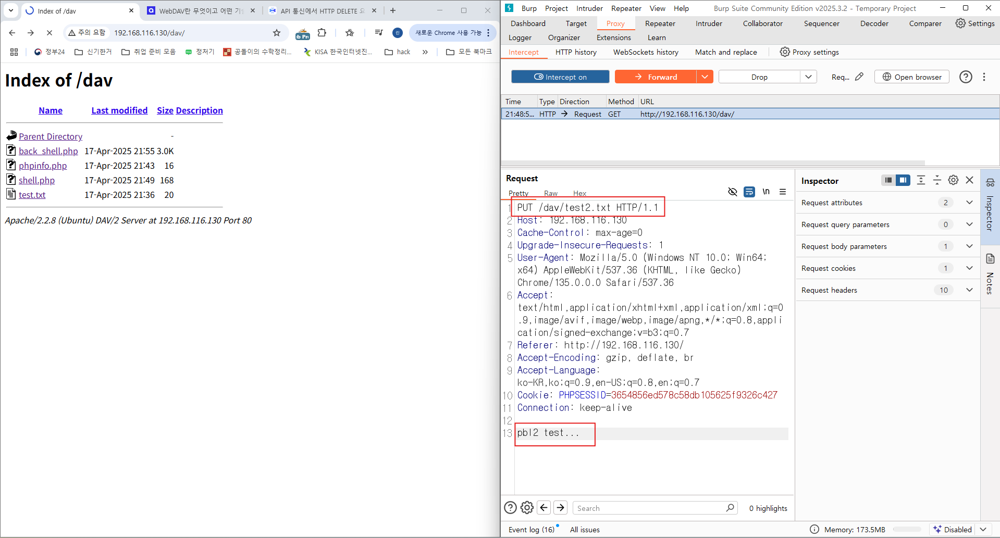 Index of /dav
WebDAV란 무엇이고 어떤 기
API 통신에서 HTTP DELETE 요
주의 요함
192.168.116.130/dav/
린
새로운 Chrome 사용 가능
정부24
신기한거
취업 준비 모음
정처기
공돌이의 수학정리...
KISA 한국인터넷진...
hack
모든 북마크
Index of /dav
Name Last modified Size Description
Parent Directory -
back_shell.php 17-Apr-2025 21:55 3.0K
phpinfo.php 17-Apr-2025 21:43 16
shell.php 17-Apr-2025 21:49 168
test.txt 17-Apr-2025 21:36 20
Apache/2.2.8 (Ubuntu) DAV/2 Server at 192.168.116.130 Port 80
Burp Project Intruder Repeater View Help Burp Suite Community Edition v2025.3.2 - Temporary Project
Dashboard Target Proxy Repeater Intruder Collaborator Sequencer Decoder Comparer Settings
Logger Organizer Extensions Learn
Intercept HTTP history WebSockets history Match and replace Proxy settings
Intercept on Forward Drop Req... Open browser
Time Type Direction Method URL
21:48:5... HTTP Request GET http://192.168.116.130/dav/
Request
Pretty Raw Hex \n
1 PUT /dav/test2.txt HTTP/1.1
2 Host: 192.168.116.130
3 Cache-Control: max-age=0
4 Upgrade-Insecure-Requests: 1
5 User-Agent: Mozilla/5.0 (Windows NT 10.0; Win64;
x64) AppleWebKit/537.36 (KHTML, like Gecko)
Chrome/135.0.0.0 Safari/537.36
6 Accept:
text/html,application/xhtml+xml,application/xml;q=0
.9,image/avif,image/webp,image/apng,*/*;q=0.8,appli
cation/signed-exchange;v=b3;q=0.7
7 Referer: http://192.168.116.130/
8 Accept-Encoding: gzip, deflate, br
9 Accept-Language:
ko-KR,ko;q=0.9,en-US;q=0.8,en;q=0.7
10 Cookie: PHPSESSID=3654856ed578c58db105625f9326c427
11 Connection: keep-alive
12
13 pbl2 test...
Search
0 highlights
Inspector
Request attributes 2
Request query parameters 0
Request body parameters 1
Request cookies 1
Request headers 10
Inspector
Notes
Event log (16) All issues
Memory: 173.5MB
Disabled